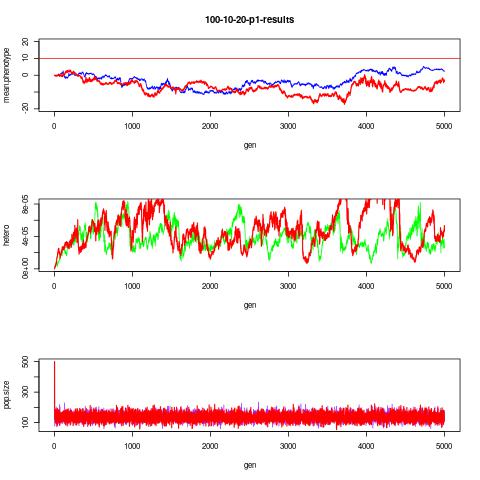 100-10-20-p1-results
mean.phenotype
20
10
0
-20
0 1000 2000 3000 4000 5000
gen
hetero
8e-05
4e-05
0e+00
0 1000 2000 3000 4000 5000
gen
pop.size
500
300
100
0 1000 2000 3000 4000 5000
gen